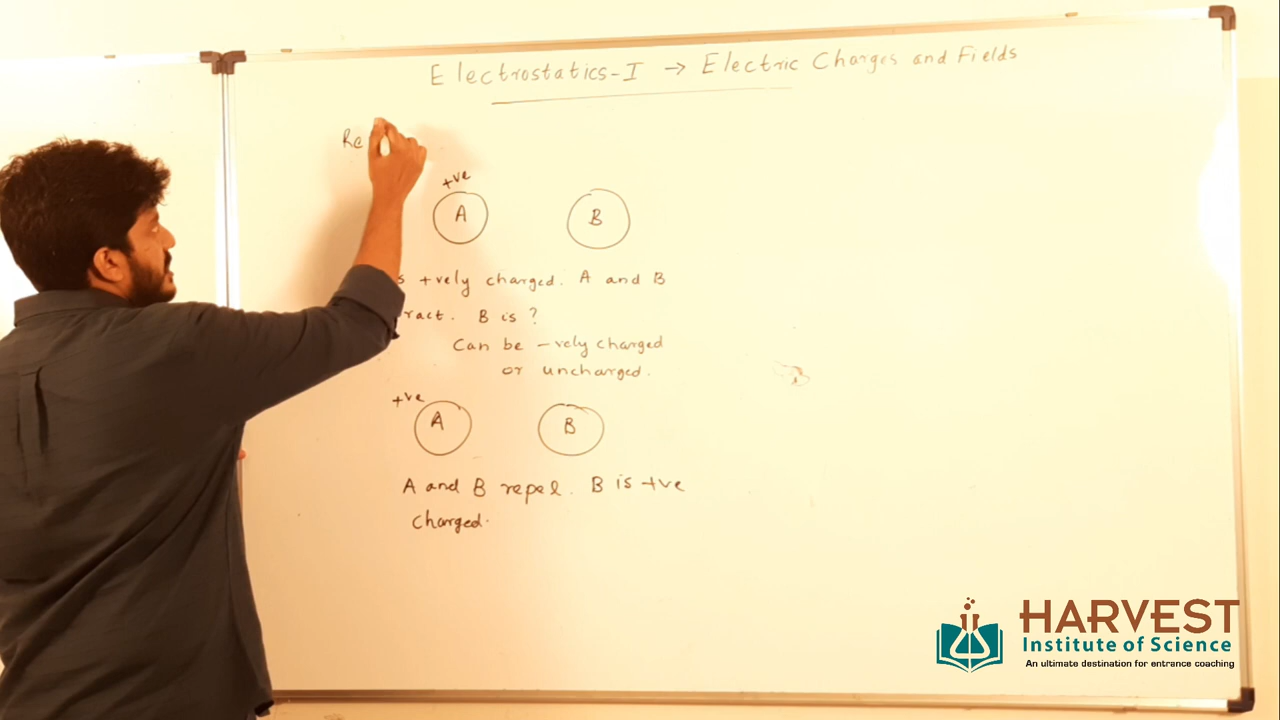 Electrostatics-I → Electric Charges and Fields
Re
+ve
A B
+vely charged. A and B
B is ?
Can be -vely charged
or uncharged.
+ve
A B
A and B repel. B is +ve
charged.
HARVEST
Institute of Science
An ultimate destination for entrance coaching